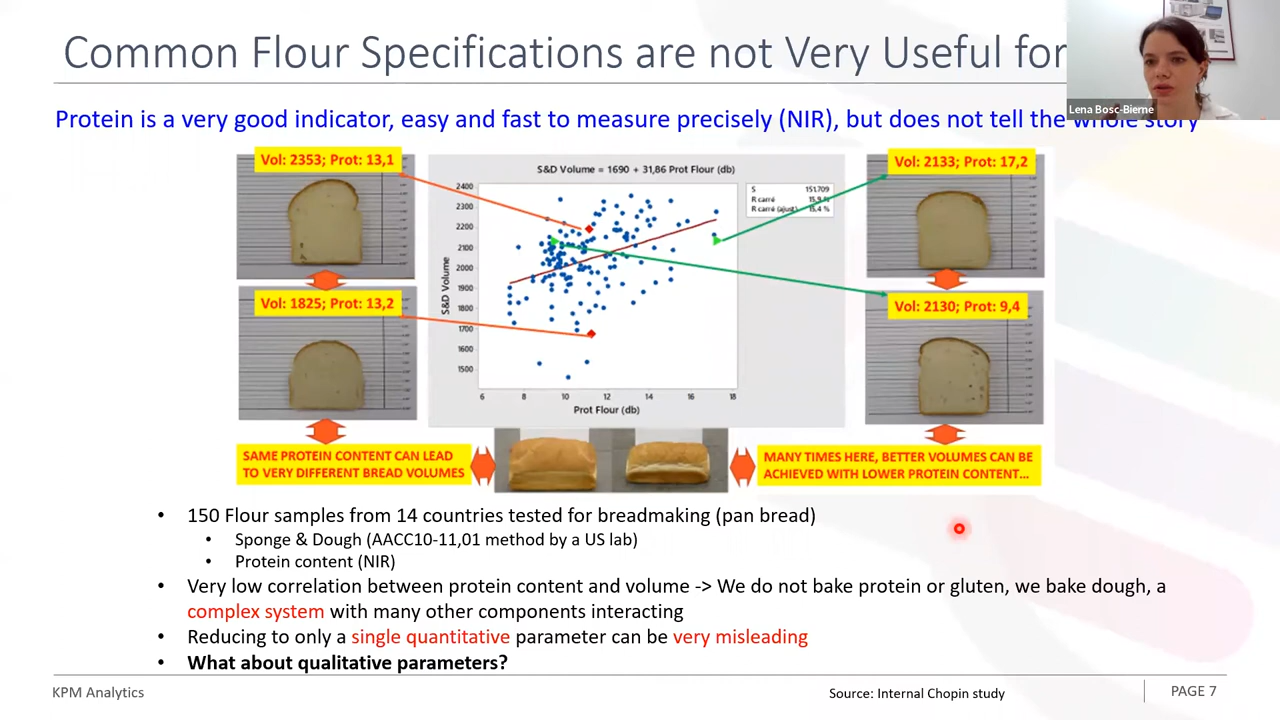 Common Flour Specifications are not Very Useful for
Lena Bosc-Bierne
Protein is a very good indicator, easy and fast to measure precisely (NIR), but does not tell the whole story
Vol: 2353; Prot: 13,1
Vol: 1825; Prot: 13,2
S&D Volume = 1690 + 31,86 Prot Flour (db)
S 151,709
R carré 15,9 %
R carré (ajust) 15,4 %
S&D Volume
2400
2300
2200
2100
2000
1900
1800
1700
1600
1500
6 8 10 12 14 16 18
Prot Flour (db)
Vol: 2133; Prot: 17,2
Vol: 2130; Prot: 9,4
SAME PROTEIN CONTENT CAN LEAD
TO VERY DIFFERENT BREAD VOLUMES
MANY TIMES HERE, BETTER VOLUMES CAN BE
ACHIEVED WITH LOWER PROTEIN CONTENT...
• 150 Flour samples from 14 countries tested for breadmaking (pan bread)
• Sponge & Dough (AACC10-11,01 method by a US lab)
• Protein content (NIR)
• Very low correlation between protein content and volume -> We do not bake protein or gluten, we bake dough, a
complex system with many other components interacting
• Reducing to only a single quantitative parameter can be very misleading
• What about qualitative parameters?
KPM Analytics
Source: Internal Chopin study
PAGE 7